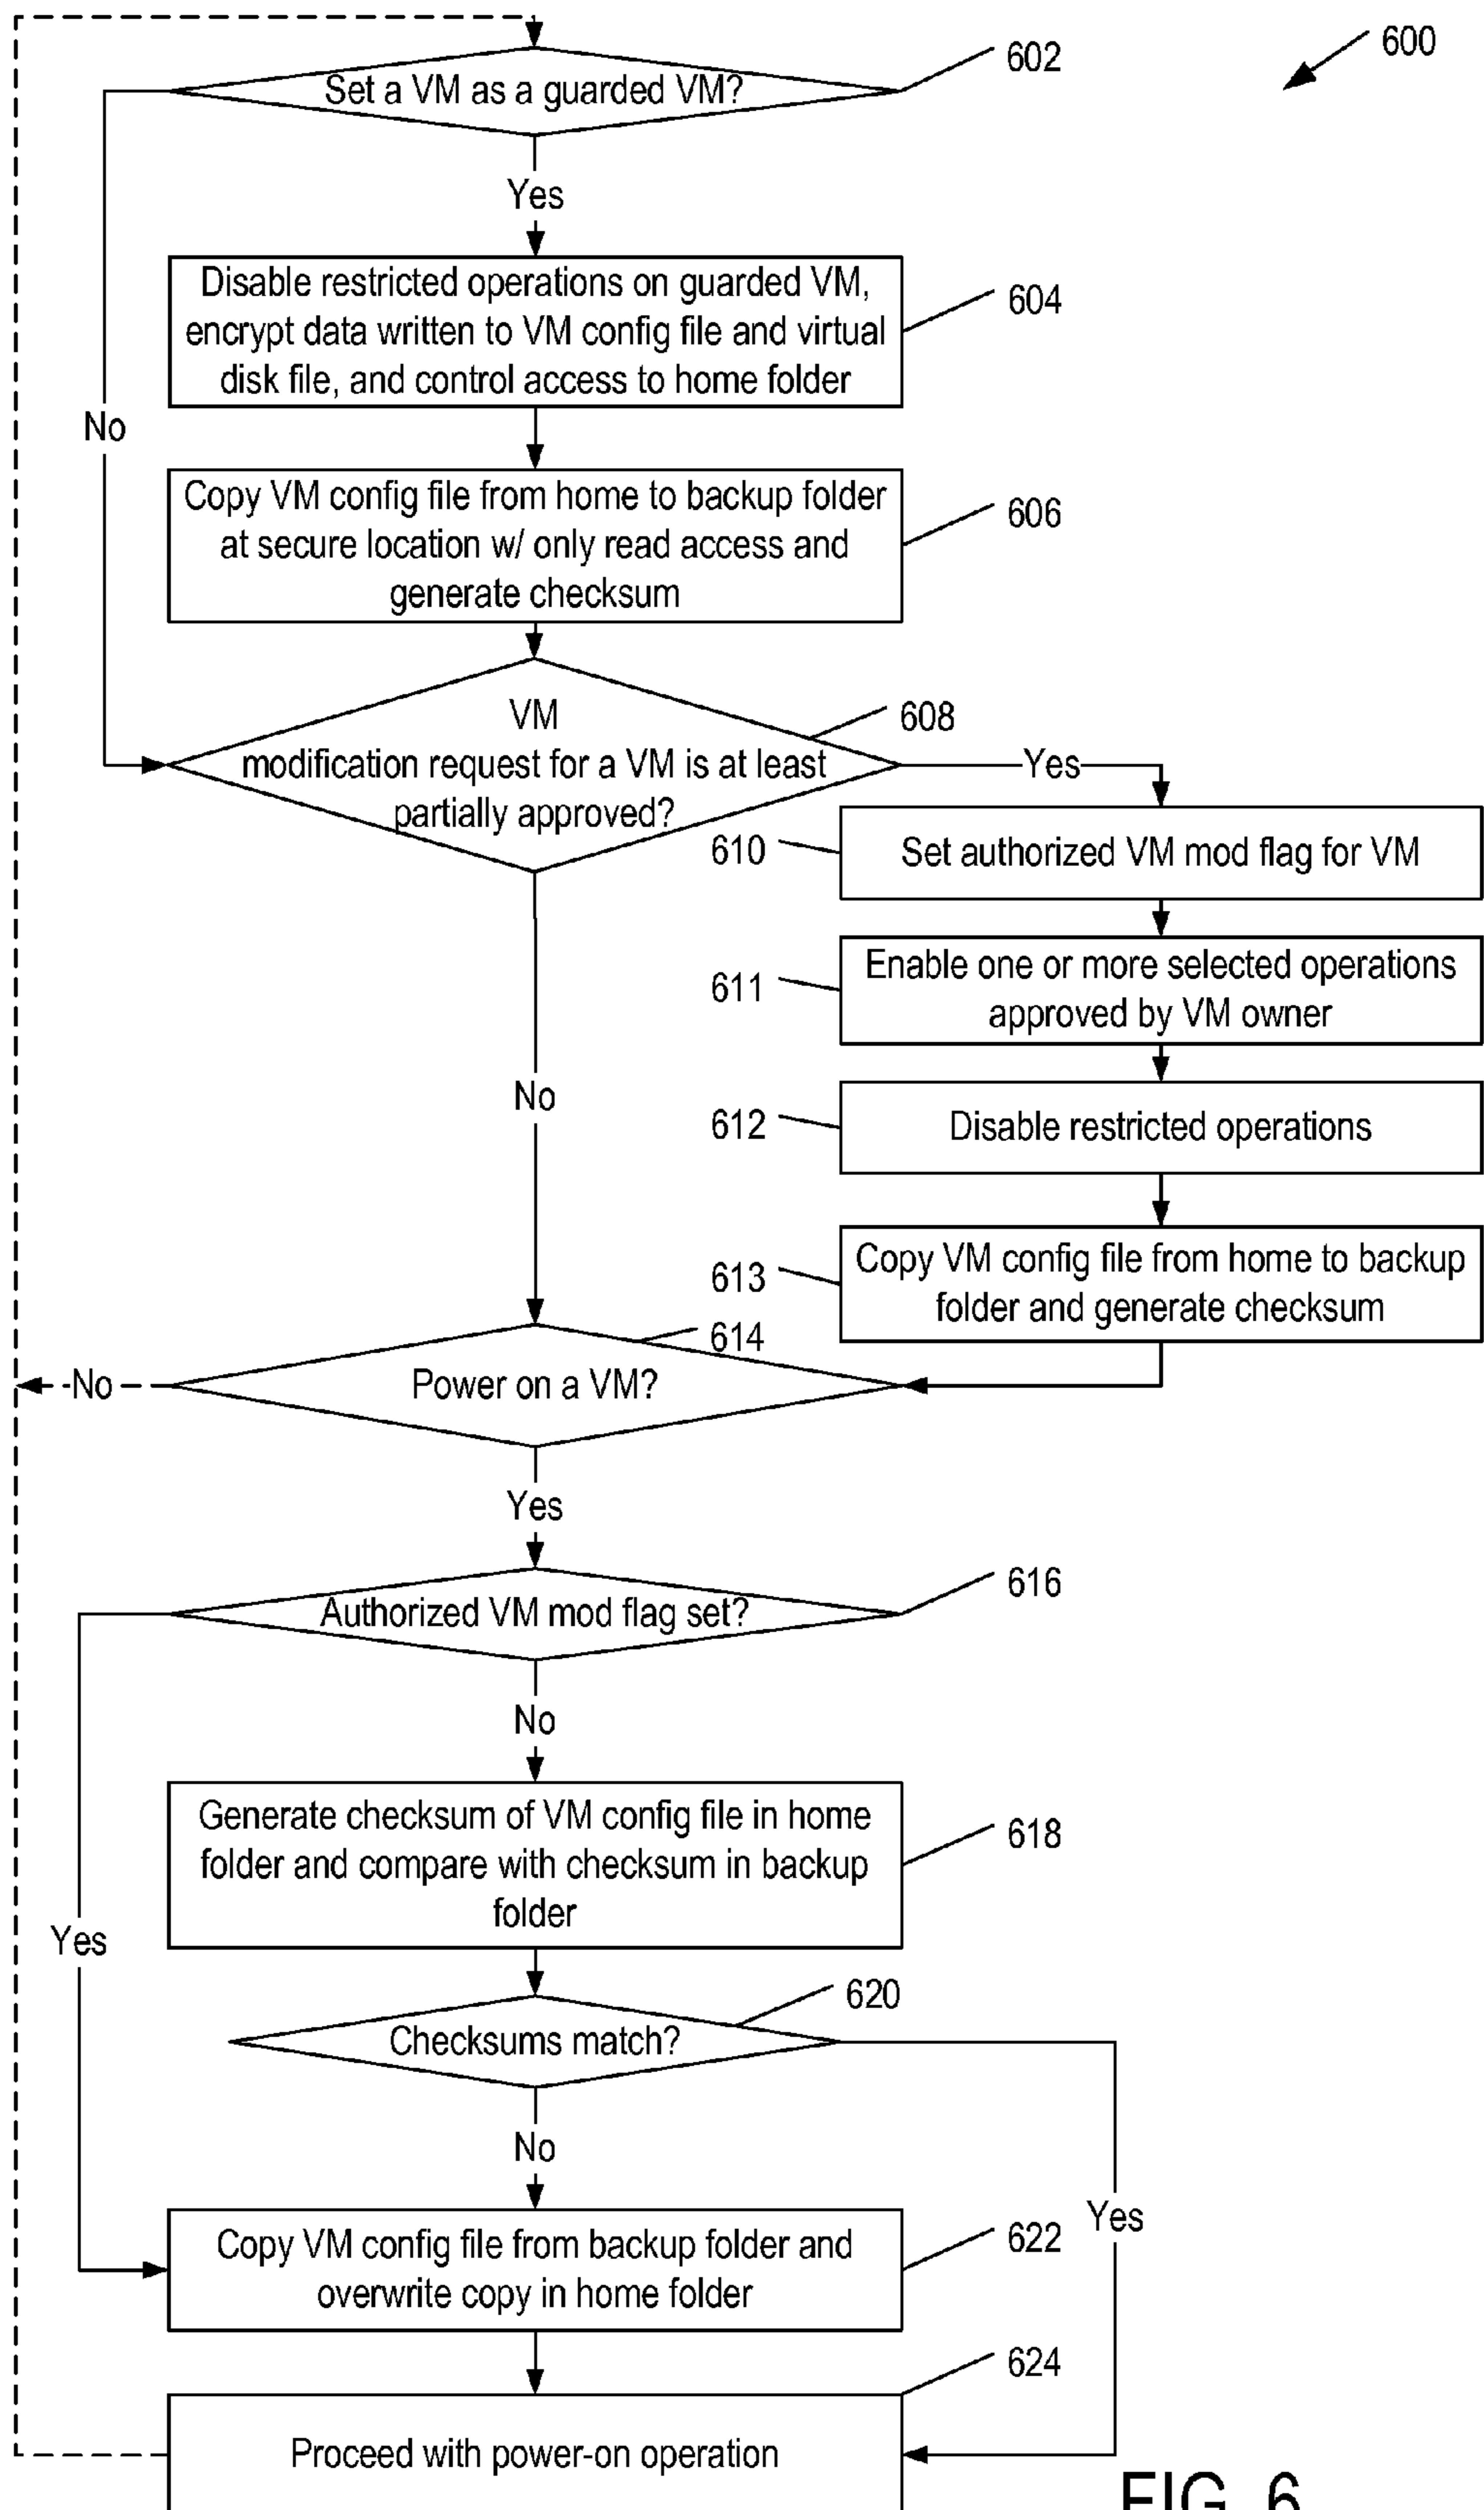 600
Set a VM as a guarded VM?
602
Yes
No
Disable restricted operations on guarded VM,
encrypt data written to VM config file and virtual
disk file, and control access to home folder
604
Copy VM config file from home to backup folder
at secure location w/ only read access and
generate checksum
606
VM
modification request for a VM is at least
partially approved?
608
Yes
No
610
Set authorized VM mod flag for VM
611
Enable one or more selected operations
approved by VM owner
612
Disable restricted operations
613
Copy VM config file from home to backup
folder and generate checksum
614
Power on a VM?
No
Yes
Authorized VM mod flag set?
616
No
Yes
Generate checksum of VM config file in home
folder and compare with checksum in backup
folder
618
Checksums match?
620
No
Yes
Copy VM config file from backup folder and
overwrite copy in home folder
622
Proceed with power-on operation
624
FIG. 6